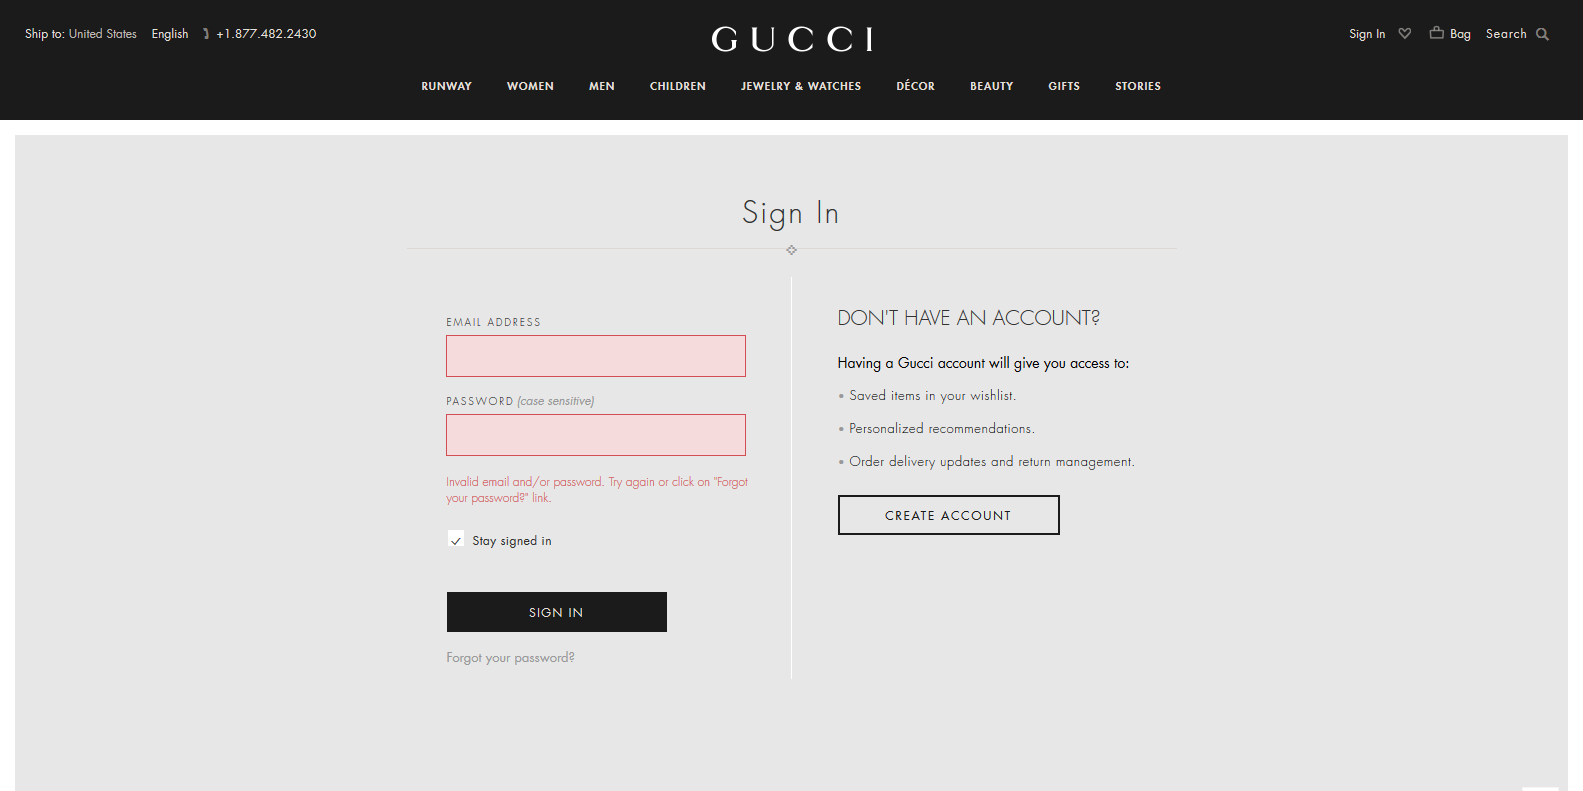 Ship to: United States English +1.877.482.2430
GUCCI
Sign In Bag Search
RUNWAY WOMEN MEN CHILDREN JEWELRY & WATCHES DÉCOR BEAUTY GIFTS STORIES
Sign In
EMAIL ADDRESS
PASSWORD (case sensitive)
Invalid email and/or password. Try again or click on "Forgot
your password?" link.
Stay signed in
SIGN IN
Forgot your password?
DON'T HAVE AN ACCOUNT?
Having a Gucci account will give you access to:
• Saved items in your wishlist.
• Personalized recommendations.
• Order delivery updates and return management.
CREATE ACCOUNT